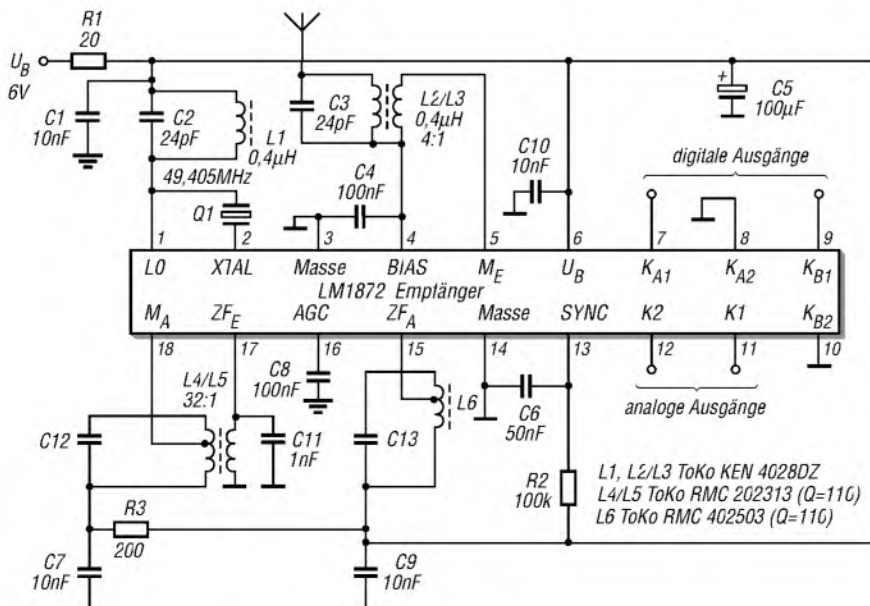 R1
20
U_B
6V
C1
10nF
C2
24pF
L1
0,4µH
C3
24pF
L2/L3
0,4µH
4:1
C5
100µF
+
49,405MHz
Q1
C4
100nF
C10
10nF
digitale Ausgänge
1 2 3 4 5 6 7 8 9
LO XTAL Masse BIAS M_E U_B K_A1 K_A2 K_B1
LM1872 Empfänger
M_A ZF_E AGC ZF_A Masse SYNC K2 K1 K_B2
18 17 16 15 14 13 12 11 10
L4/L5
32:1
C8
100nF
L6
C6
50nF
analoge Ausgänge
C12
C11
1nF
C13
R2
100k
L1, L2/L3 ToKo KEN 4028DZ
L4/L5 ToKo RMC 202313 (Q=110)
L6 ToKo RMC 402503 (Q=110)
R3
200
C7
10nF
C9
10nF